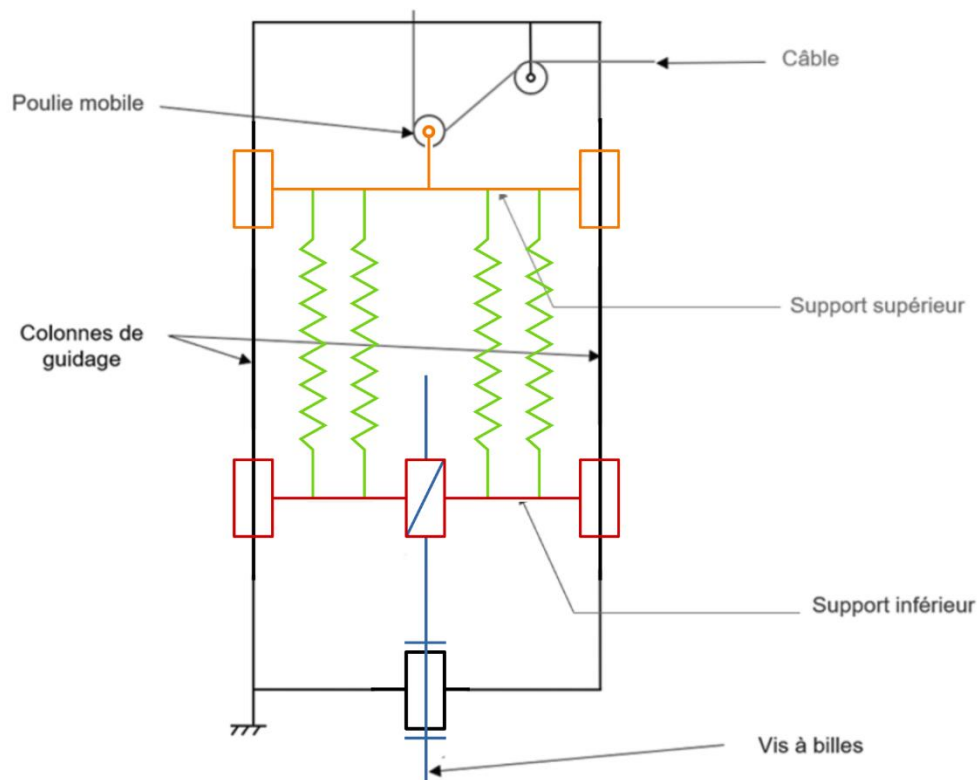 Câble
Poulie mobile
Support supérieur
Colonnes de
guidage
Support inférieur
Vis à billes